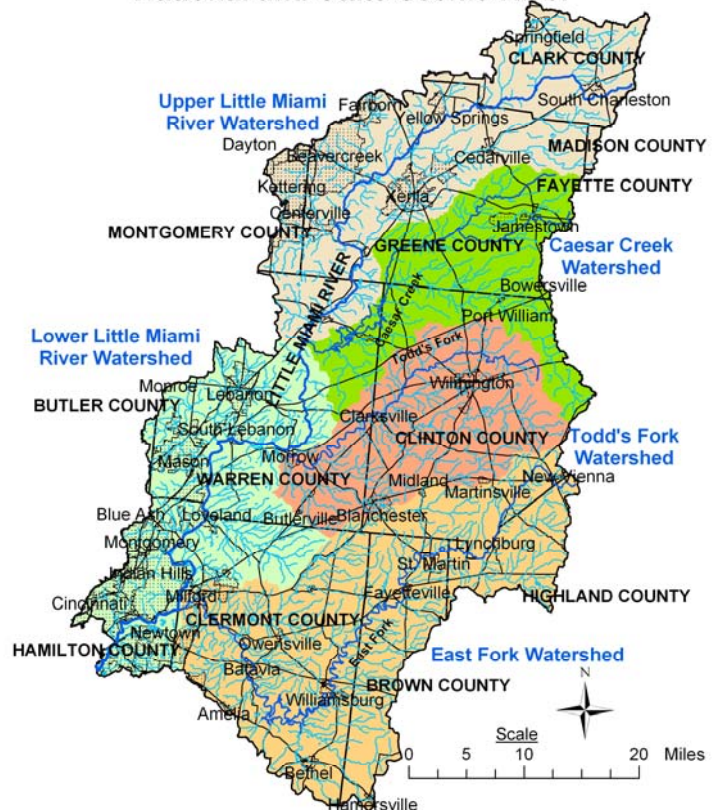 Springfield
CLARK COUNTY
Upper Little Miami
River Watershed
Fairborn
South Charleston
Yellow Springs
Dayton
Beavercreek
Cedarville
MADISON COUNTY
Kettering
Xenia
FAYETTE COUNTY
Centerville
Jamestown
MONTGOMERY COUNTY
GREENE COUNTY
Caesar Creek
Watershed
LITTLE MIAMI RIVER
Caesar Creek
Bowersville
Port William
Lower Little Miami
River Watershed
Todd's Fork
Monroe
Lebanon
Wilmington
BUTLER COUNTY
Clarksville
South Lebanon
CLINTON COUNTY
Todd's Fork
Watershed
Mason
Morrow
WARREN COUNTY
Midland
New Vienna
Martinsville
Blue Ash
Loveland
Butlerville
Blanchester
Montgomery
Lynchburg
St. Martin
Indian Hills
Fayetteville
Cincinnati
Milford
HIGHLAND COUNTY
CLERMONT COUNTY
Newtown
HAMILTON COUNTY
Owensville
East Fork
East Fork Watershed
Batavia
BROWN COUNTY
Williamsburg
Amelia
N
Scale
0 5 10 20 Miles
Bethel
Hamersville